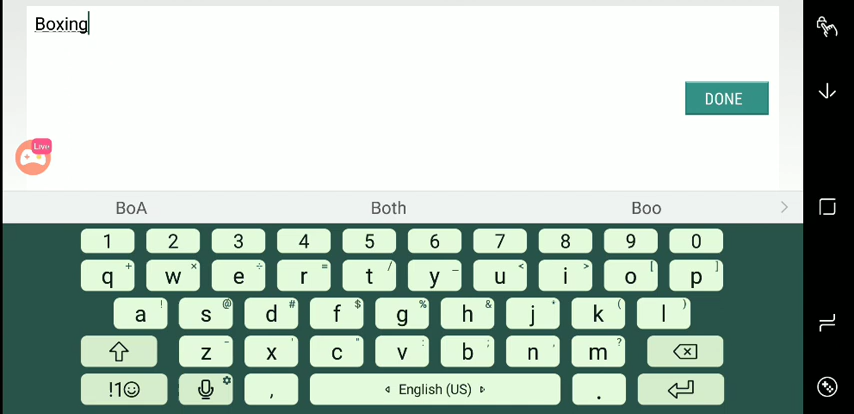 Boxing
DONE
Live
BoA Both Boo
1 2 3 4 5 6 7 8 9 0
q + w × e ÷ r = t / y _ u < i > o [ p ]
a ! s @ d # f $ g % h & j * k ( l )
z - x ' c " v : b ; n , m ?
!1☺ , English (US) .